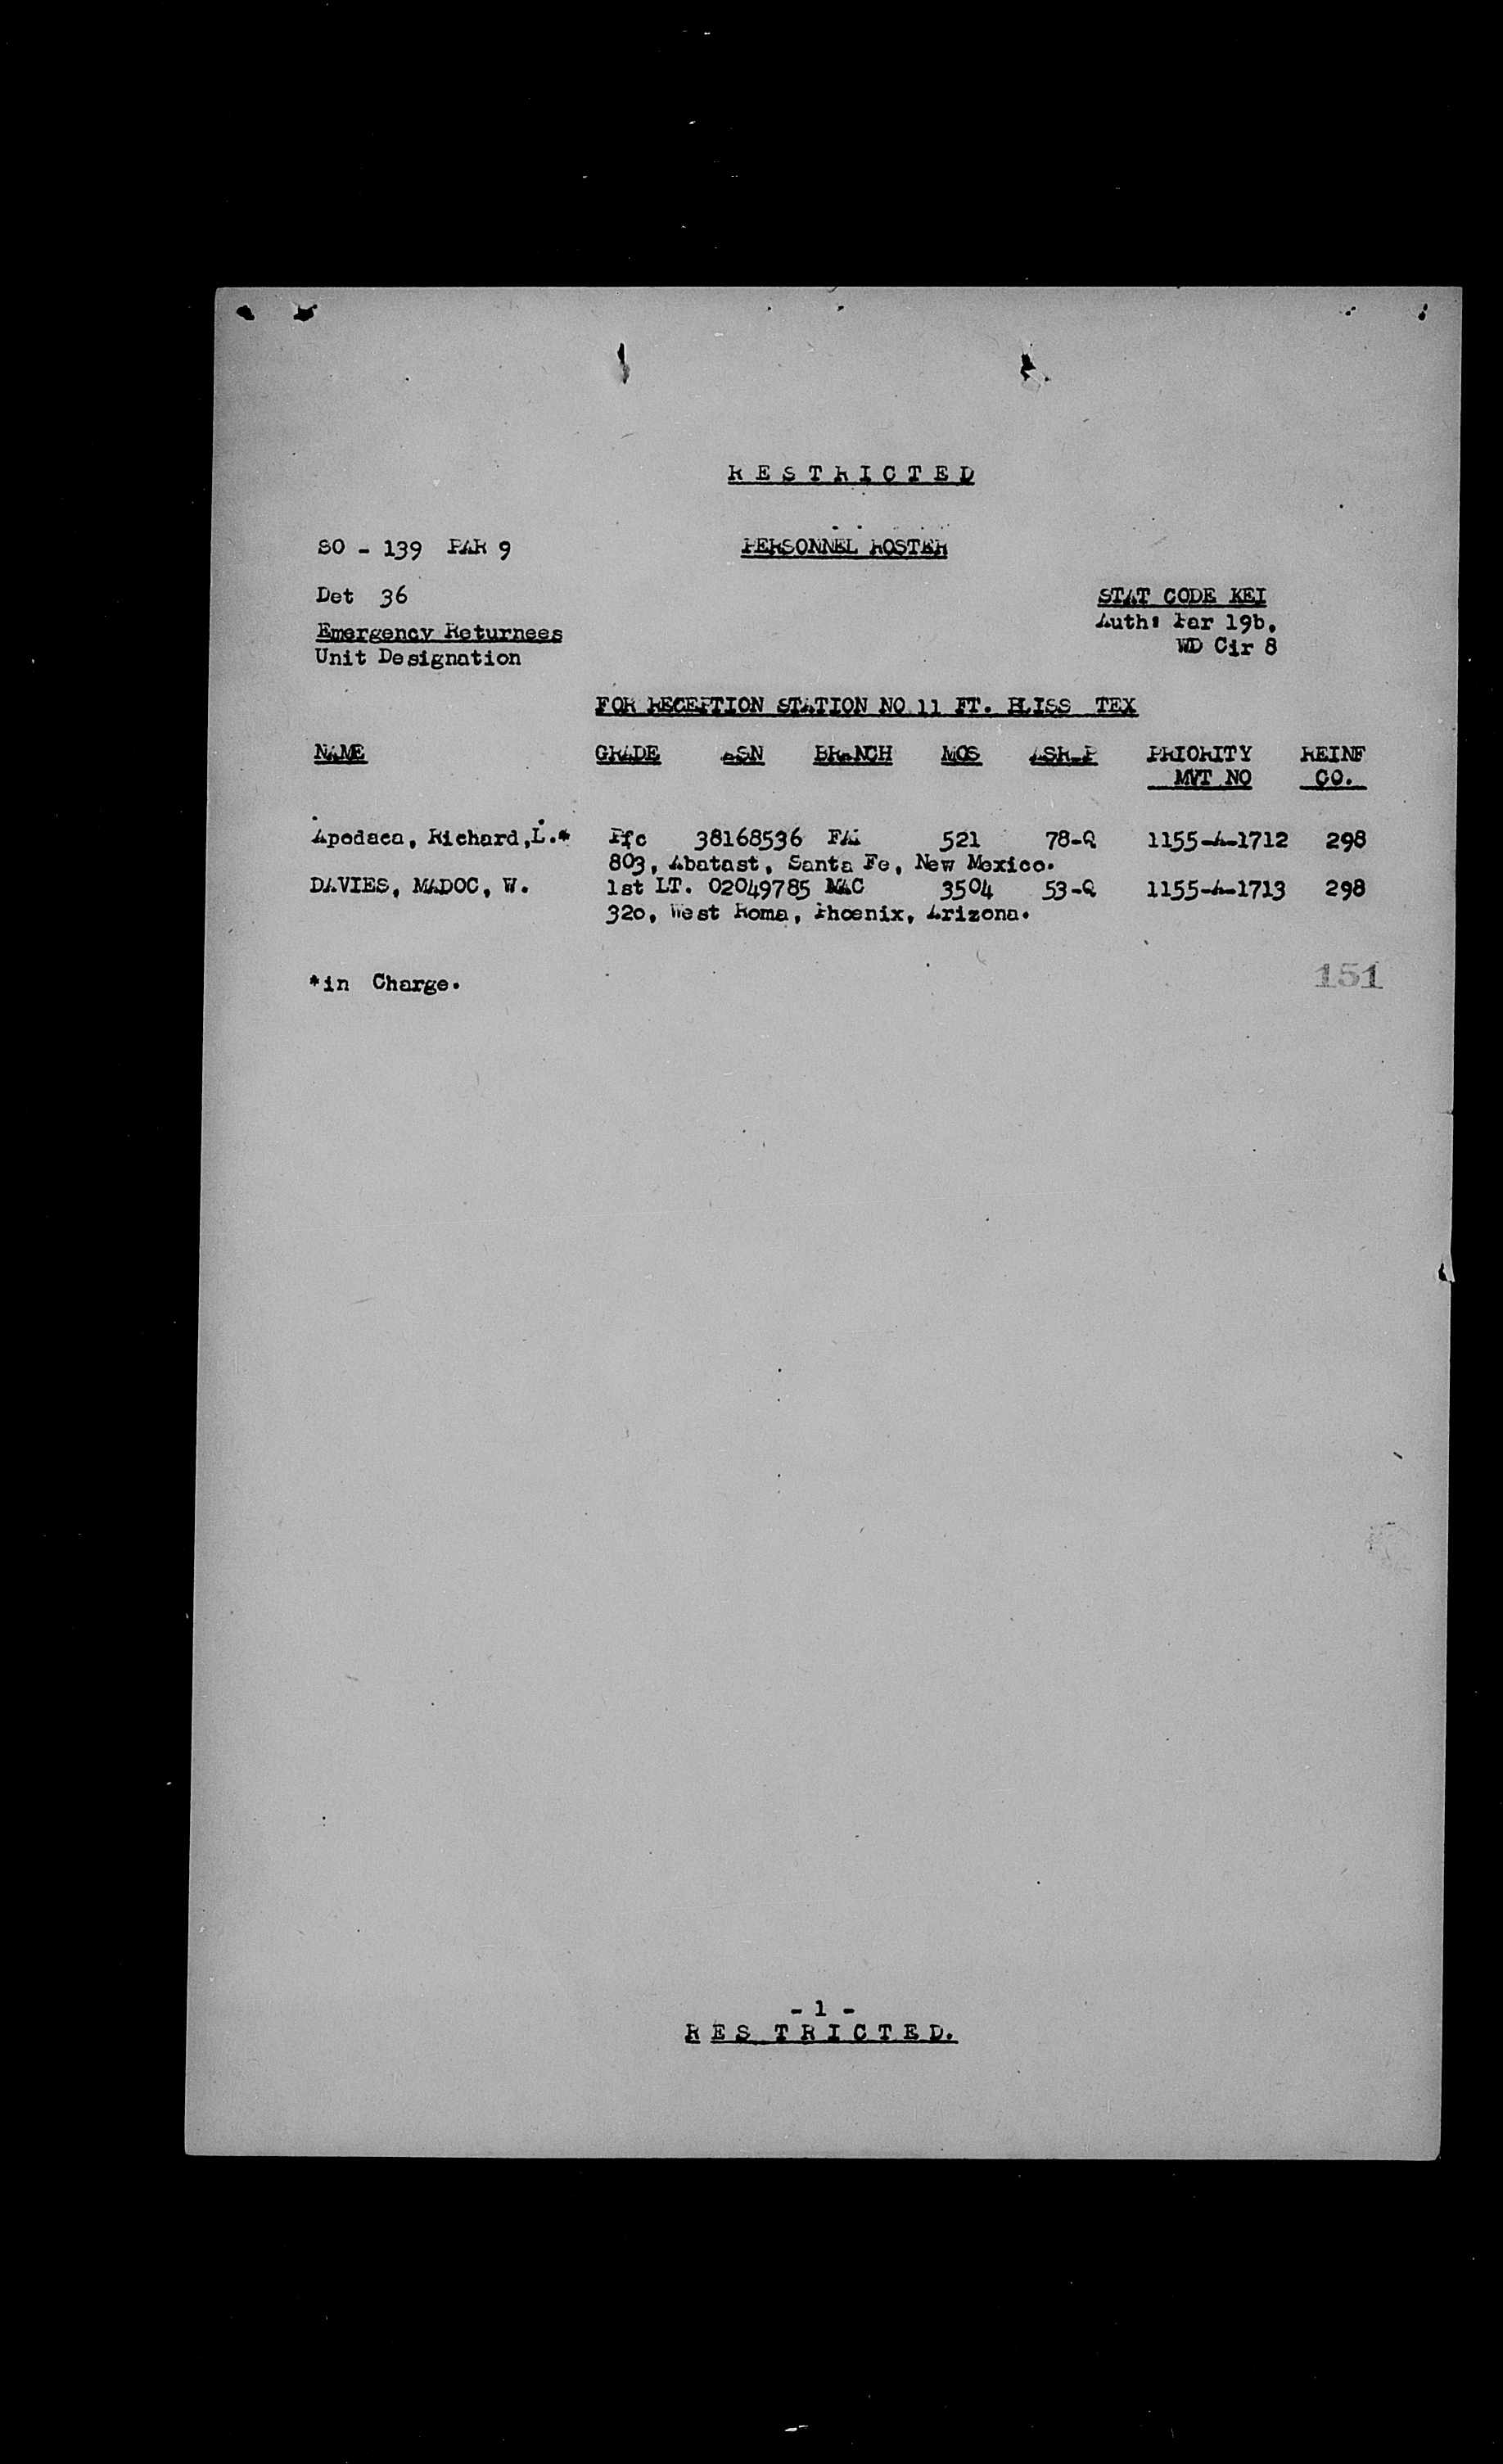 R E S T R I C T E D
SO - 139 PAR 9 PERSONNEL ROSTER
Det 36 STAT CODE KEI
Auth: Par 19b,
Emergency Returnees
WD Cir 8
Unit Designation
FOR RECEPTION STATION NO 11 FT. BLISS TEX
NAME GRADE ASN BRANCH MOS ASR-P PRIORITY REINF
MVT NO CO.
Apodaca, Richard,L.* Pfc 38168536 521 78-Q 1155-A-1712 298
803, Abatast, Santa Fe, New Mexico.
DAVIES, MADOC, W. 1st LT. 02049785 MAC 3504 53-Q 1155-A-1713 298
320, West Roma, Phoenix, Arizona.
*in Charge. 151
- 1 -
R E S T R I C T E D.